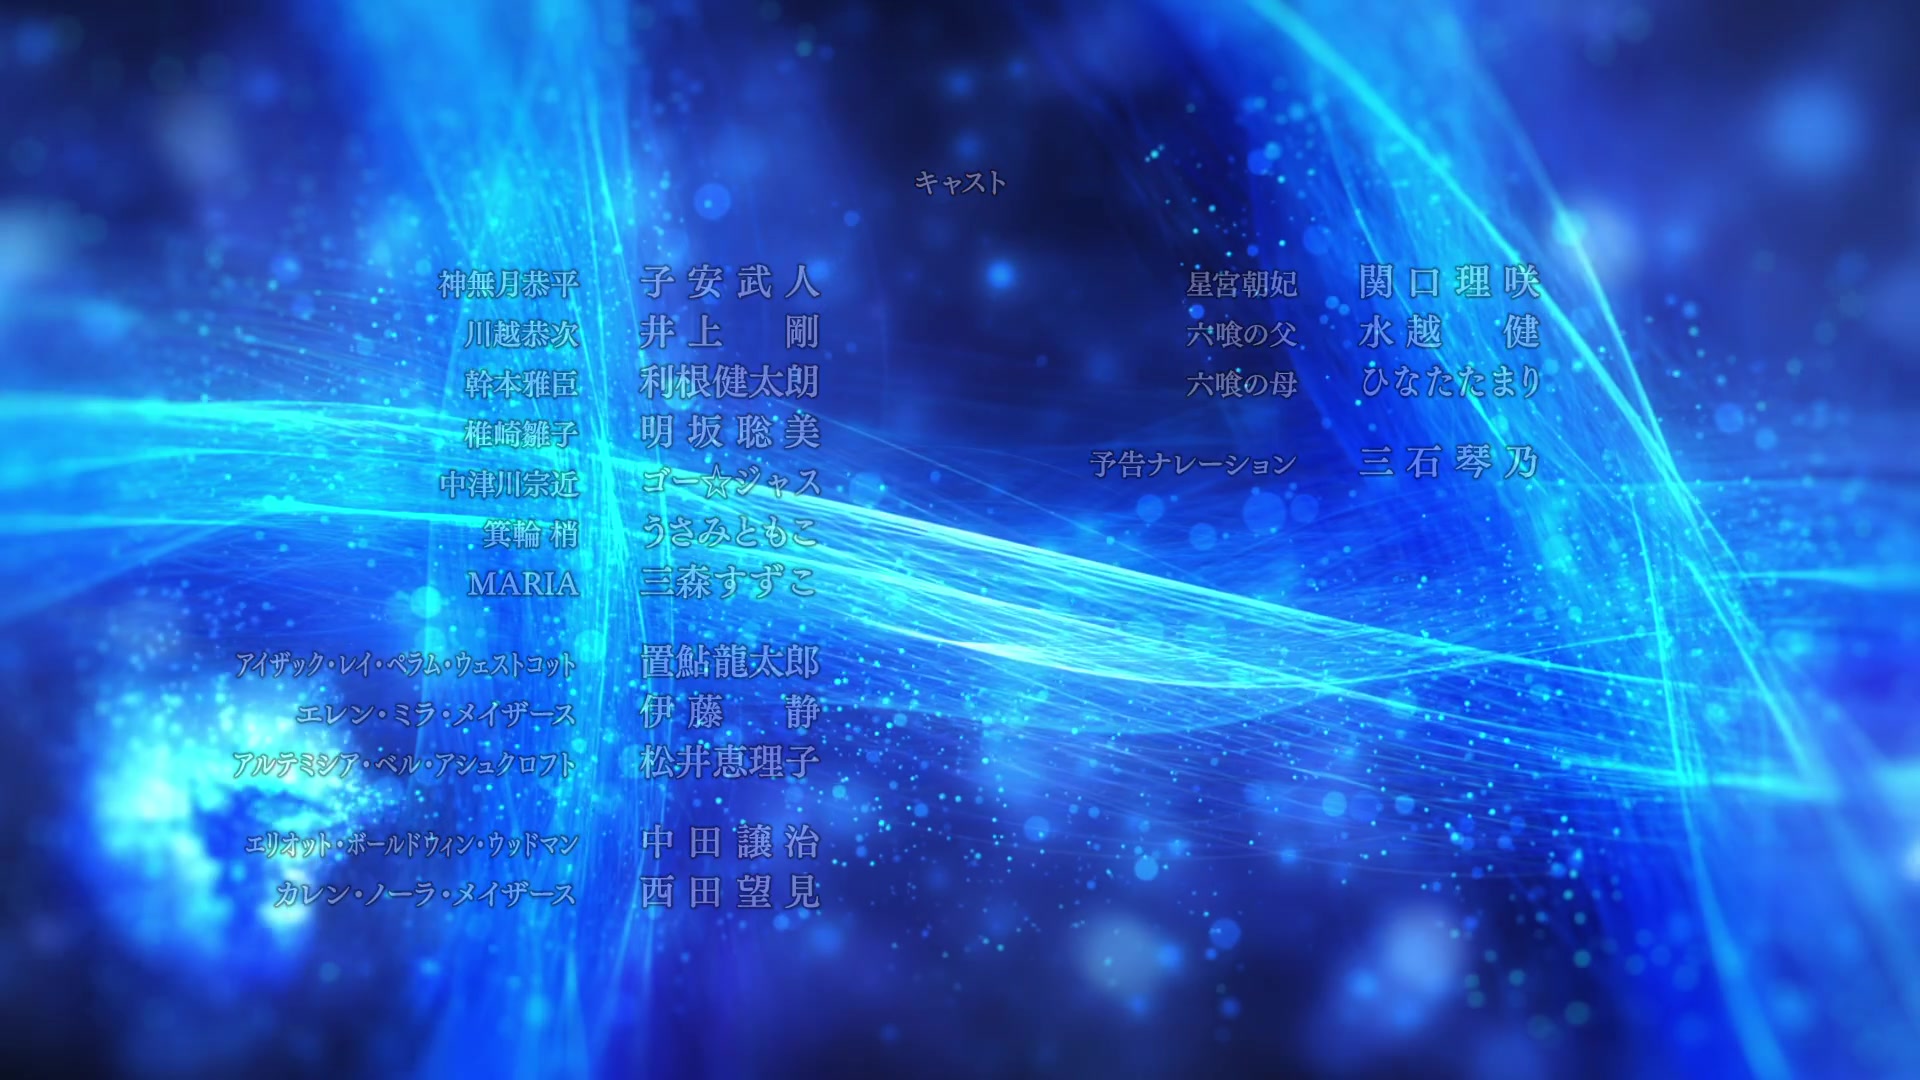 キャスト
神無月恭平 子安武人
川越恭次 井上 剛
幹本雅臣 利根健太朗
椎崎雛子 明坂聡美
中津川宗近 ゴー☆ジャス
箕輪 梢 うさみともこ
MARIA 三森すずこ
アイザック・レイ・ペラム・ウェストコット 置鮎龍太郎
エレン・ミラ・メイザース 伊藤 静
アルテミシア・ベル・アシュクロフト 松井恵理子
エリオット・ボールドウィン・ウッドマン 中田譲治
カレン・ノーラ・メイザース 西田望見
星宮朝妃 関口理咲
六喰の父 水越 健
六喰の母 ひなたたまり
予告ナレーション 三石琴乃